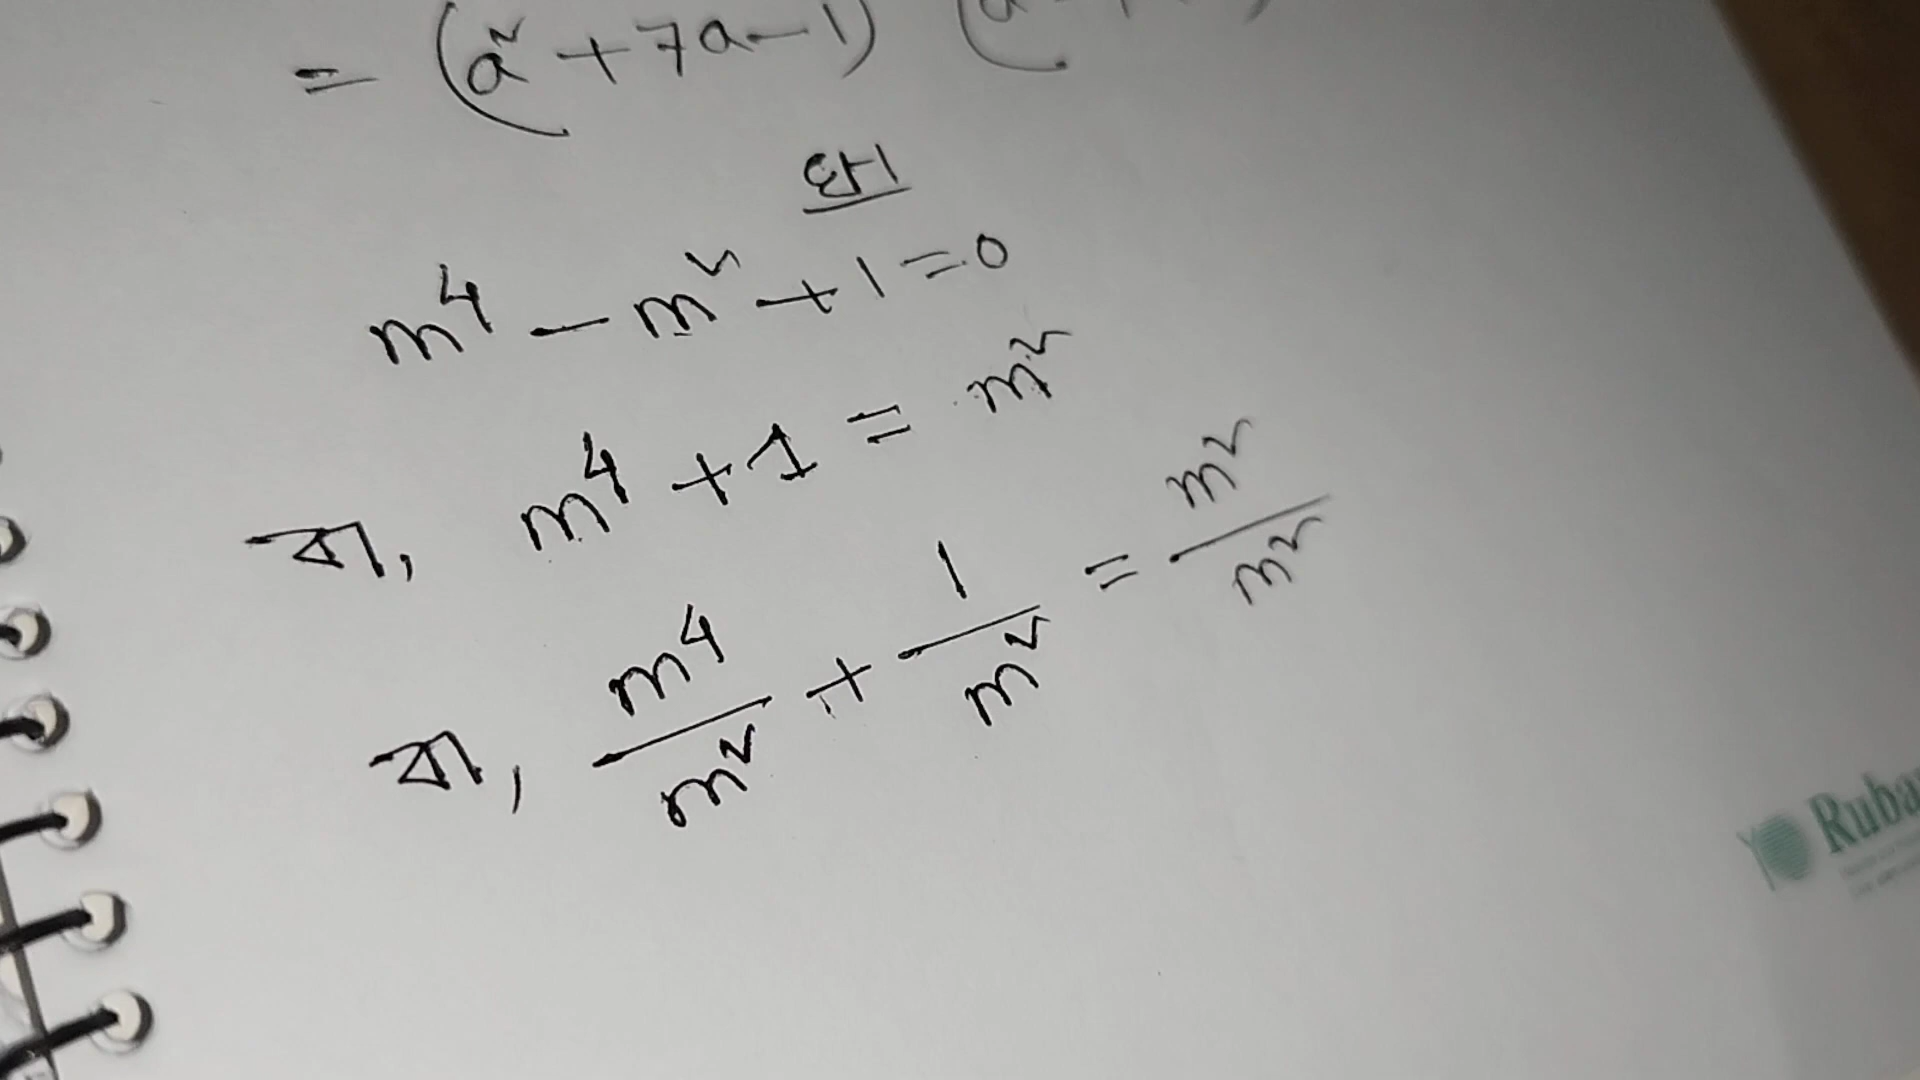 = (a² + 7a - 1) (a
ঘ।
m⁴ - m² + 1 = 0
বা, m⁴ + 1 = m²
বা, m⁴/m² + 1/m² = m²/m²
Ruba